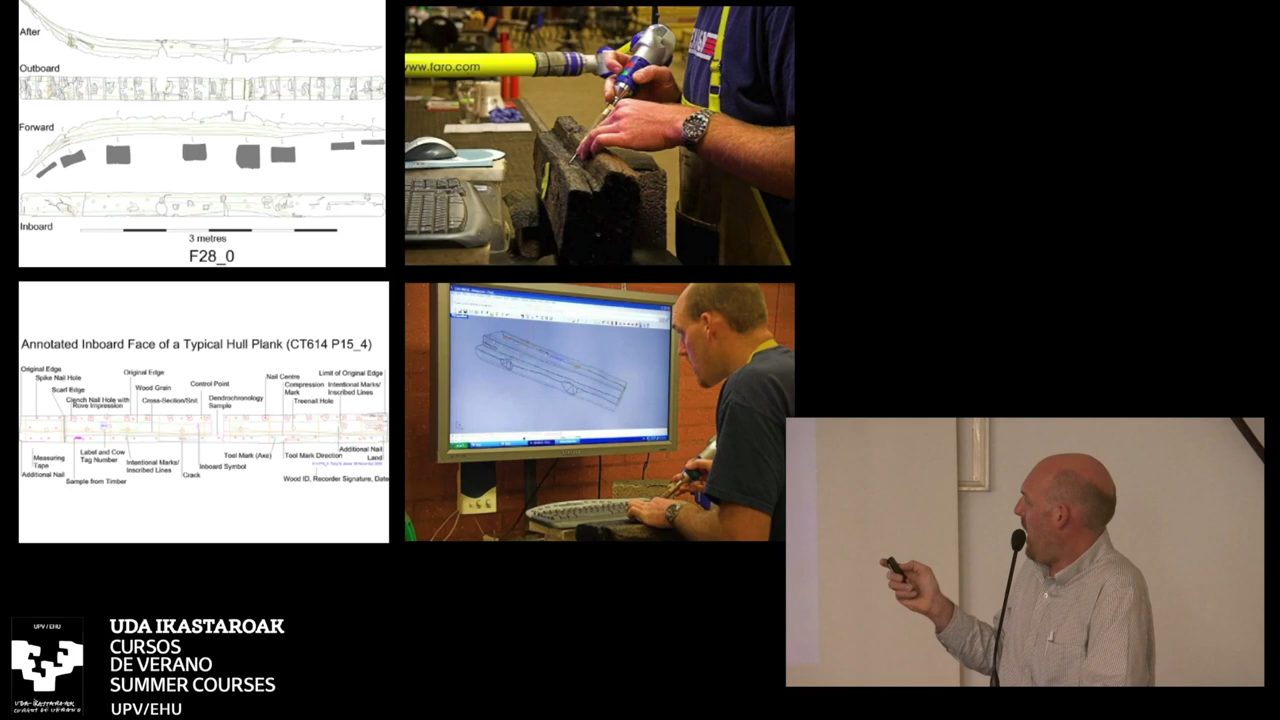 After
Outboard
Forward
Inboard
3 metres
F28_0
www.faro.com
Annotated Inboard Face of a Typical Hull Plank (CT614 P15_4)
Original Edge
Spike Nail Hole
Scarf Edge
Clench Nail Hole with
Rove Impression
Original Edge
Wood Grain
Cross-Section/Snit
Control Point
Dendrochronology
Sample
Nail Centre
Compression
Mark
Treenail Hole
Limit of Original Edge
Intentional Marks/
Inscribed Lines
Measuring
Tape
Additional Nail
Label and Cow
Tag Number
Sample from Timber
Intentional Marks/
Inscribed Lines
Crack
Inboard Symbol
Tool Mark (Axe)
Tool Mark Direction
Additional Nail
Land
Wood ID, Recorder Signature, Date
UPV / EHU
UDA IKASTAROAK
CURSOS
DE VERANO
SUMMER COURSES
UPV/EHU